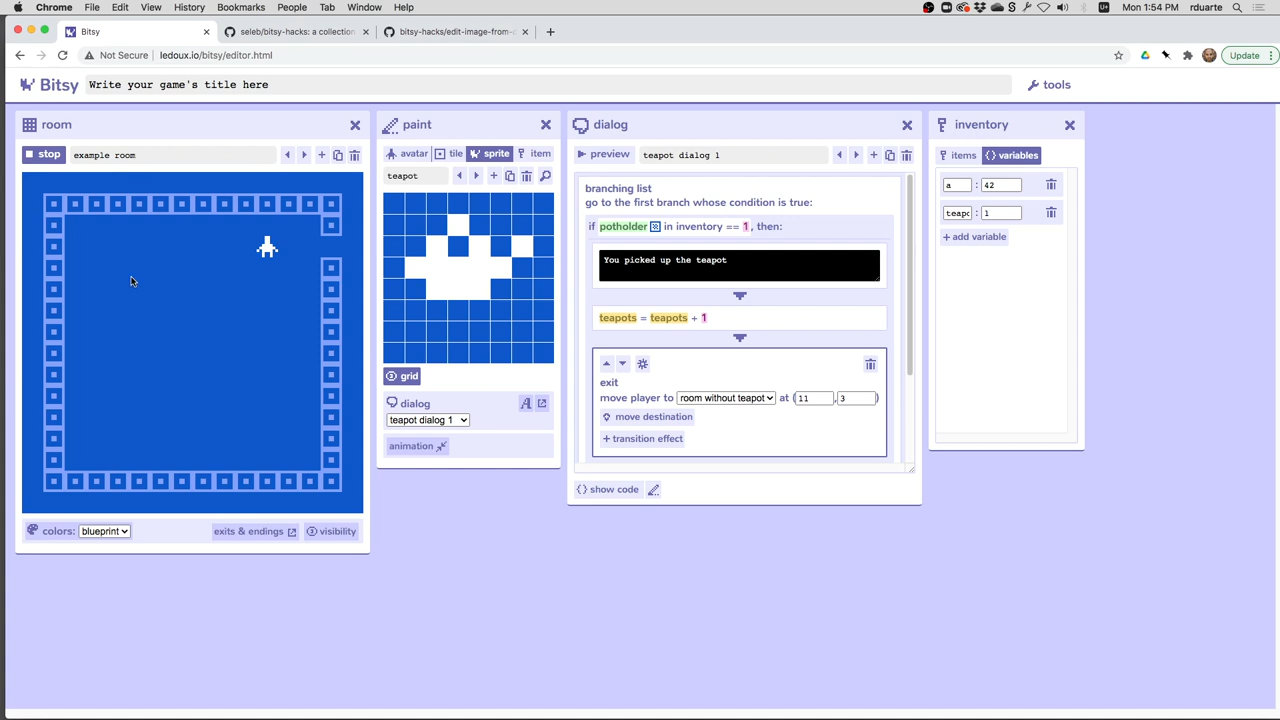 Chrome File Edit View History Bookmarks People Tab Window Help
Mon 1:54 PM rduarte
Bitsy
seleb/bitsy-hacks: a collection
bitsy-hacks/edit-image-from-
Not Secure ledoux.io/bitsy/editor.html
Update
Bitsy Write your game's title here
tools
room
stop example room
colors: blueprint
exits & endings visibility
paint
avatar tile sprite item
teapot
grid
dialog
teapot dialog 1
animation
dialog
preview teapot dialog 1
branching list
go to the first branch whose condition is true:
if potholder in inventory == 1, then:
You picked up the teapot
teapots = teapots + 1
exit
move player to room without teapot at (11,3)
move destination
+ transition effect
show code
inventory
items variables
a : 42
teapo : 1
+ add variable